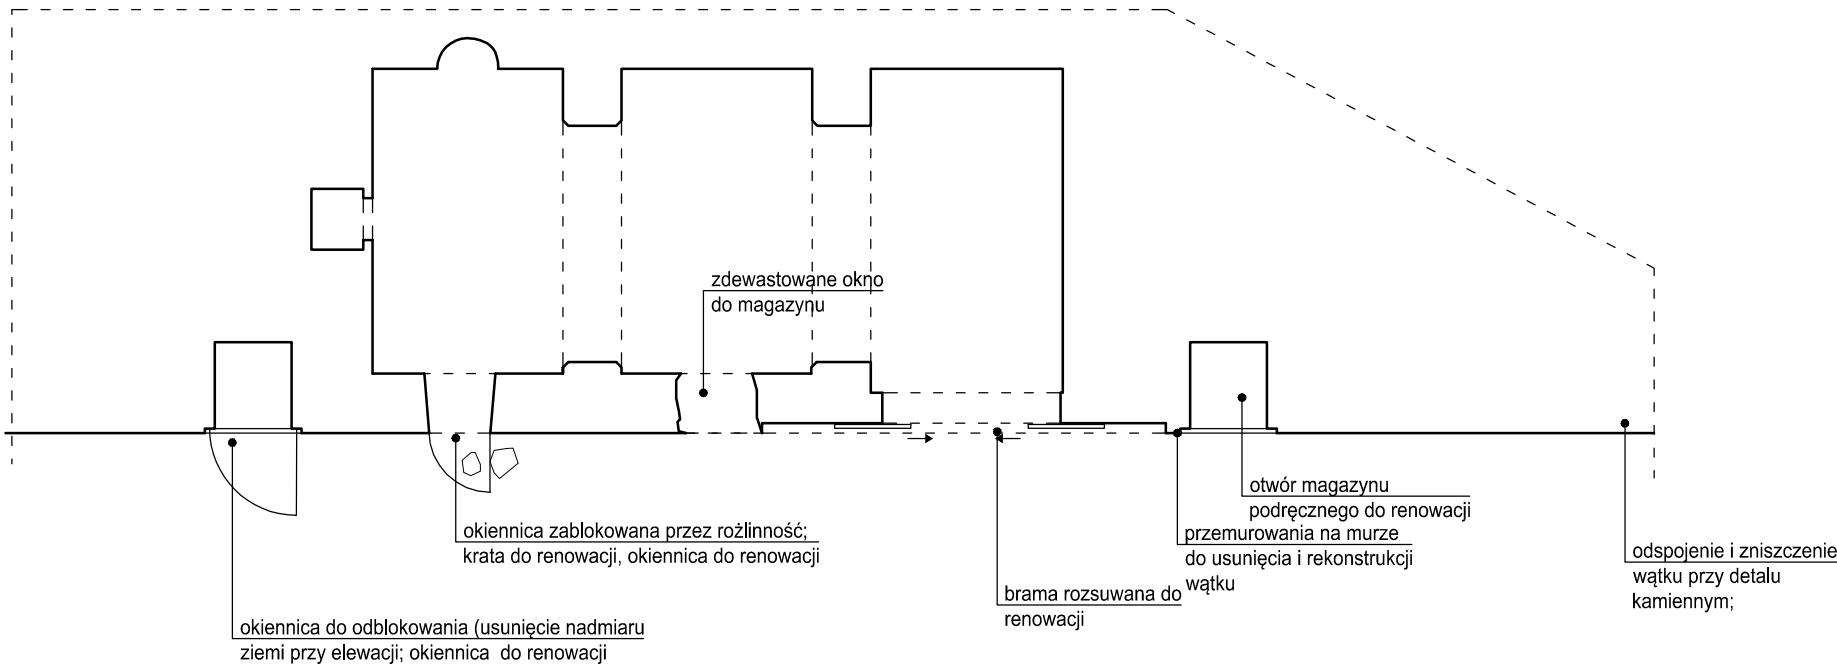 zdewastowane okno
do magazynu
otwór magazynu
podręcznego do renowacji
okiennica zablokowana przez rożlinność;
krata do renowacji, okiennica do renowacji
przemurowania na murze
do usunięcia i rekonstrukcji
wątku
odspojenie i zniszczenie
wątku przy detalu
kamiennym;
brama rozsuwana do
renowacji
okiennica do odblokowania (usunięcie nadmiaru
ziemi przy elewacji; okiennica do renowacji